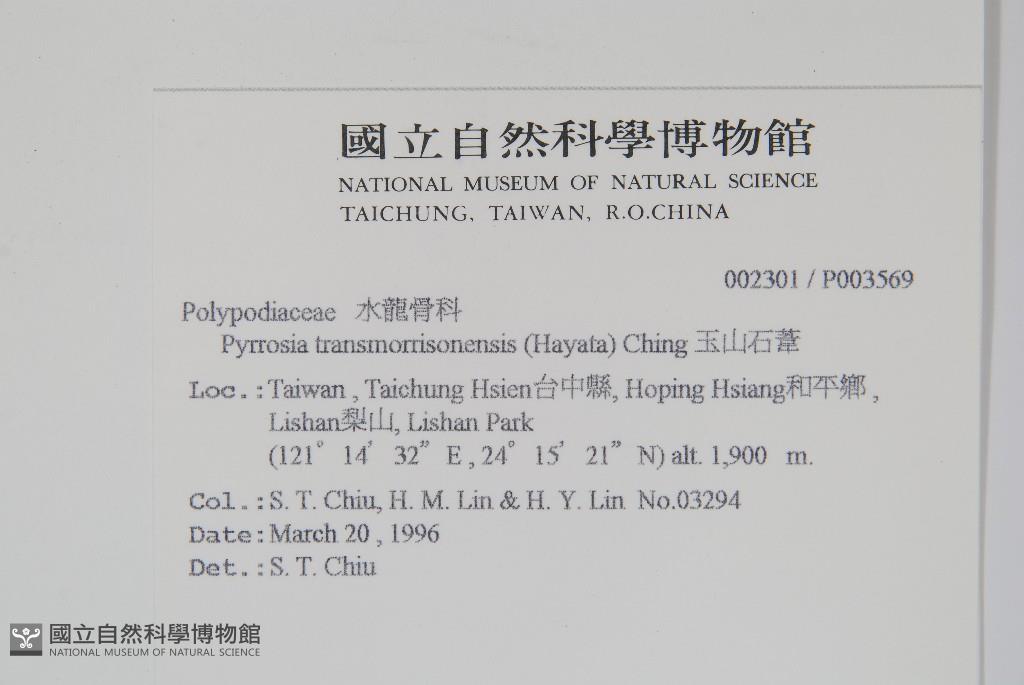 國立自然科學博物館
NATIONAL MUSEUM OF NATURAL SCIENCE
TAICHUNG, TAIWAN, R.O.CHINA
002301 / P003569
Polypodiaceae 水龍骨科
Pyrrosia transmorrisonensis (Hayata) Ching 玉山石葦
Loc.:Taiwan , Taichung Hsien台中縣, Hoping Hsiang和平鄉 ,
Lishan梨山, Lishan Park
(121° 14′ 32” E , 24° 15′ 21” N) alt. 1,900 m.
Col.:S. T. Chiu, H. M. Lin & H. Y. Lin No.03294
Date:March 20 , 1996
Det.:S. T. Chiu
國立自然科學博物館
NATIONAL MUSEUM OF NATURAL SCIENCE